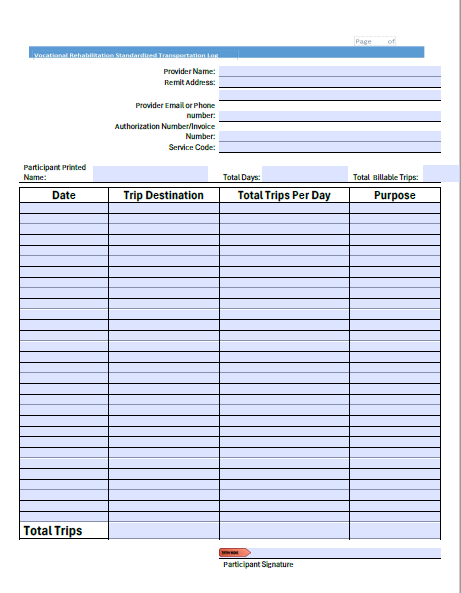 Page of
Vocational Rehabilitation Standardized Transportation Log
Provider Name:
Remit Address:
Provider Email or Phone
number:
Authorization Number/Invoice
Number:
Service Code:
Participant Printed
Name:
Total Days:
Total Billable Trips:
Date Trip Destination Total Trips Per Day Purpose
Total Trips
Participant Signature